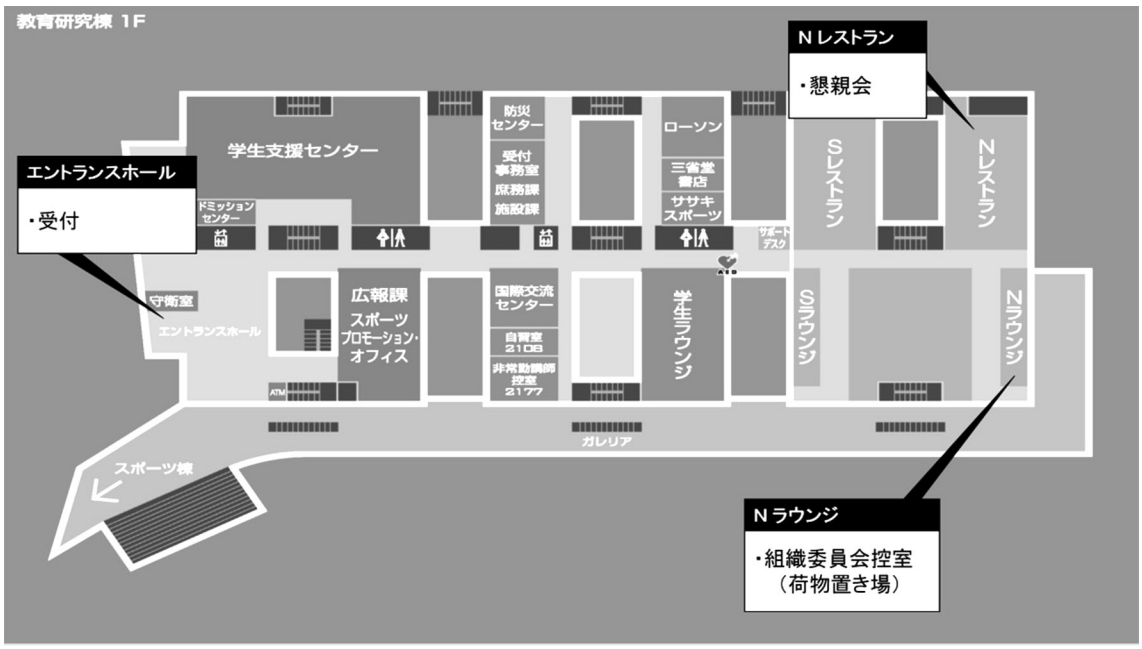 教育研究棟 1F
Nレストラン
・懇親会
エントランスホール
・受付
学生支援センター
ドミッション
センター
防災
センター
受付
事務室
庶務課
施設課
ローソン
三省堂
書店
ササキ
スポーツ
サポート
デスク
Sレストラン
Nレストラン
AED
守衛室
エントランスホール
広報課
スポーツ
プロモーション・
オフィス
国際交流
センター
自習室
2108
非常勤講師
控室
2177
学生ラウンジ
Sラウンジ
Nラウンジ
ATM
ガレリア
スポーツ棟
Nラウンジ
・組織委員会控室
（荷物置き場）